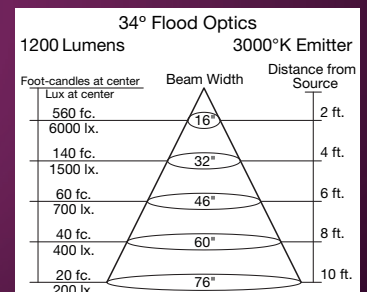 34º Flood Optics
1200 Lumens 3000°K Emitter
Foot-candles at center
Lux at center
Beam Width
Distance from
Source
560 fc.
6000 lx.
16"
2 ft.
140 fc.
1500 lx.
32"
4 ft.
60 fc.
700 lx.
46"
6 ft.
40 fc.
400 lx.
60"
8 ft.
20 fc.
200 lx.
76"
10 ft.